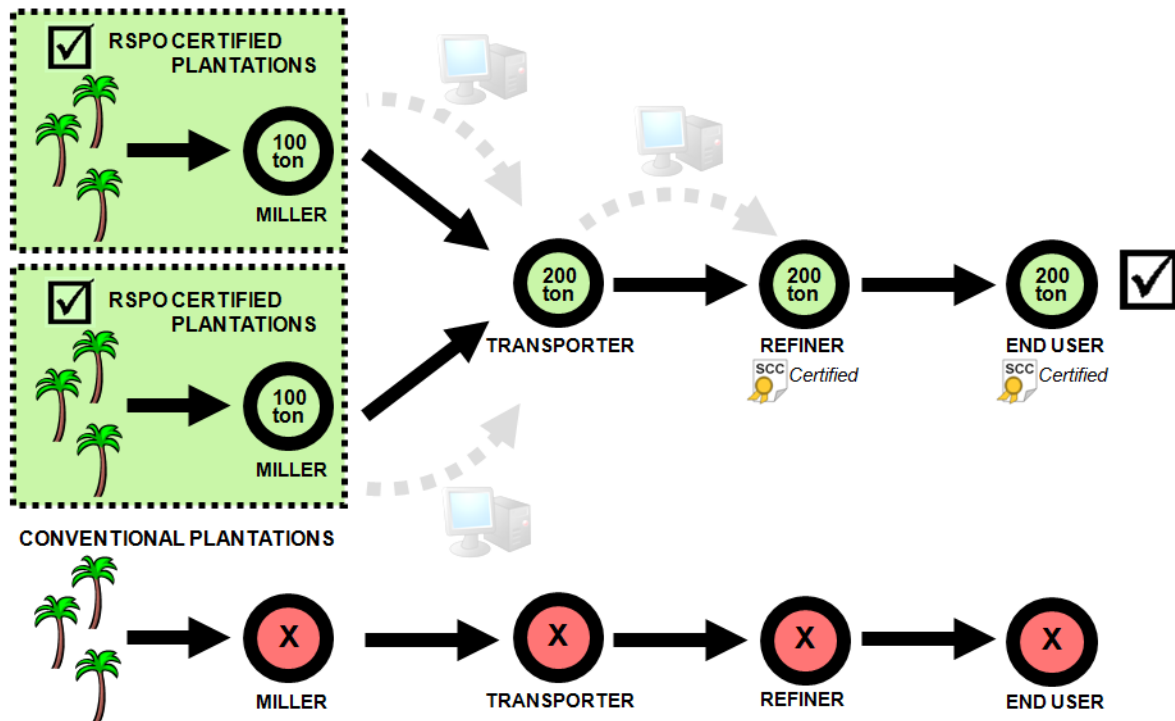 RSPO CERTIFIED
PLANTATIONS
100
ton
MILLER
RSPO CERTIFIED
PLANTATIONS
100
ton
MILLER
200
ton
TRANSPORTER
200
ton
REFINER
SCC
Certified
200
ton
END USER
SCC
Certified
CONVENTIONAL PLANTATIONS
X
MILLER
X
TRANSPORTER
X
REFINER
X
END USER